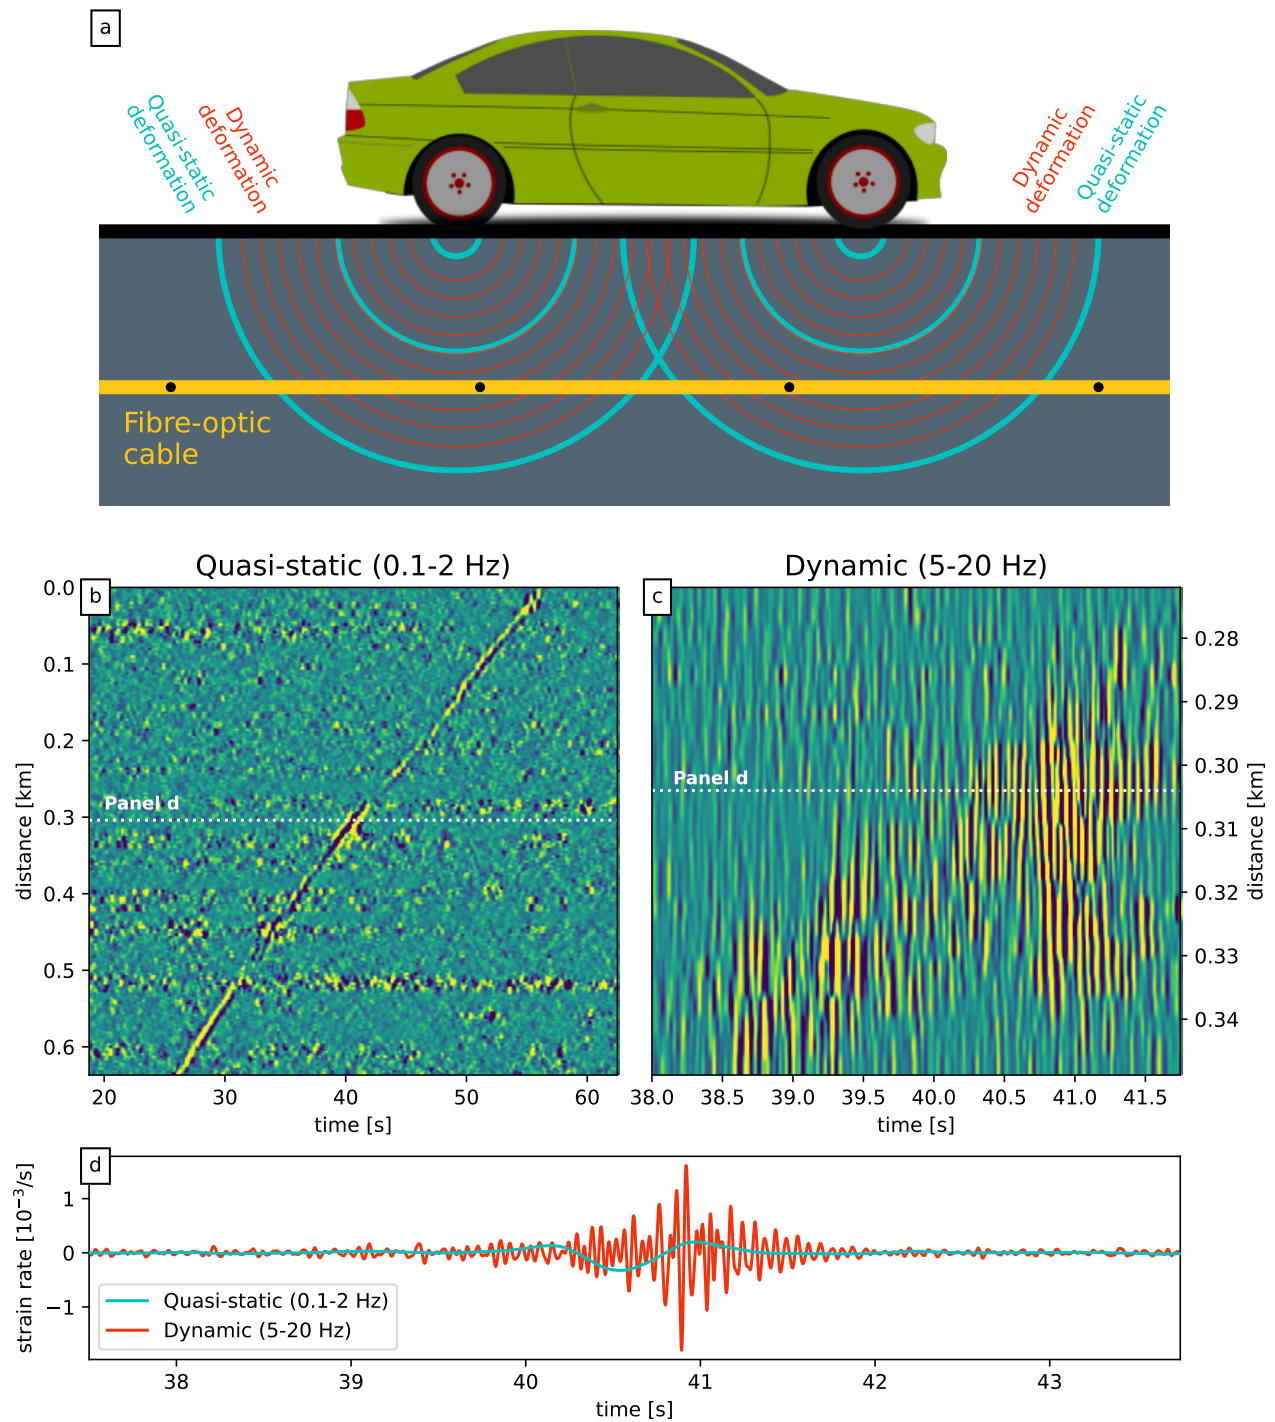 a
Quasi-static
deformation
Dynamic
deformation
Dynamic
deformation
Quasi-static
deformation
Fibre-optic
cable
Quasi-static (0.1-2 Hz)
b
0.0
0.1
0.2
0.3
0.4
0.5
0.6
distance [km]
Panel d
20 30 40 50 60
time [s]
Dynamic (5-20 Hz)
c
Panel d
0.28
0.29
0.30
0.31
0.32
0.33
0.34
distance [km]
38.0 38.5 39.0 39.5 40.0 40.5 41.0 41.5
time [s]
d
strain rate [10⁻³/s]
1
0
−1
Quasi-static (0.1-2 Hz)
Dynamic (5-20 Hz)
38 39 40 41 42 43
time [s]